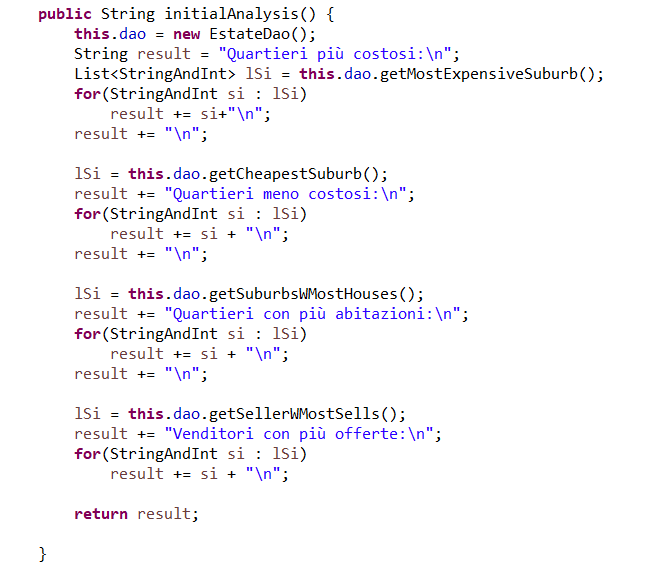 public String initialAnalysis() {
    this.dao = new EstateDao();
    String result = "Quartieri più costosi:\n";
    List<StringAndInt> lSi = this.dao.getMostExpensiveSuburb();
    for(StringAndInt si : lSi)
        result += si+"\n";
    result += "\n";

    lSi = this.dao.getCheapestSuburb();
    result += "Quartieri meno costosi:\n";
    for(StringAndInt si : lSi)
        result += si + "\n";
    result += "\n";

    lSi = this.dao.getSuburbsWMostHouses();
    result += "Quartieri con più abitazioni:\n";
    for(StringAndInt si : lSi)
        result += si + "\n";
    result += "\n";

    lSi = this.dao.getSellerWMostSells();
    result += "Venditori con più offerte:\n";
    for(StringAndInt si : lSi)
        result += si + "\n";

    return result;

}